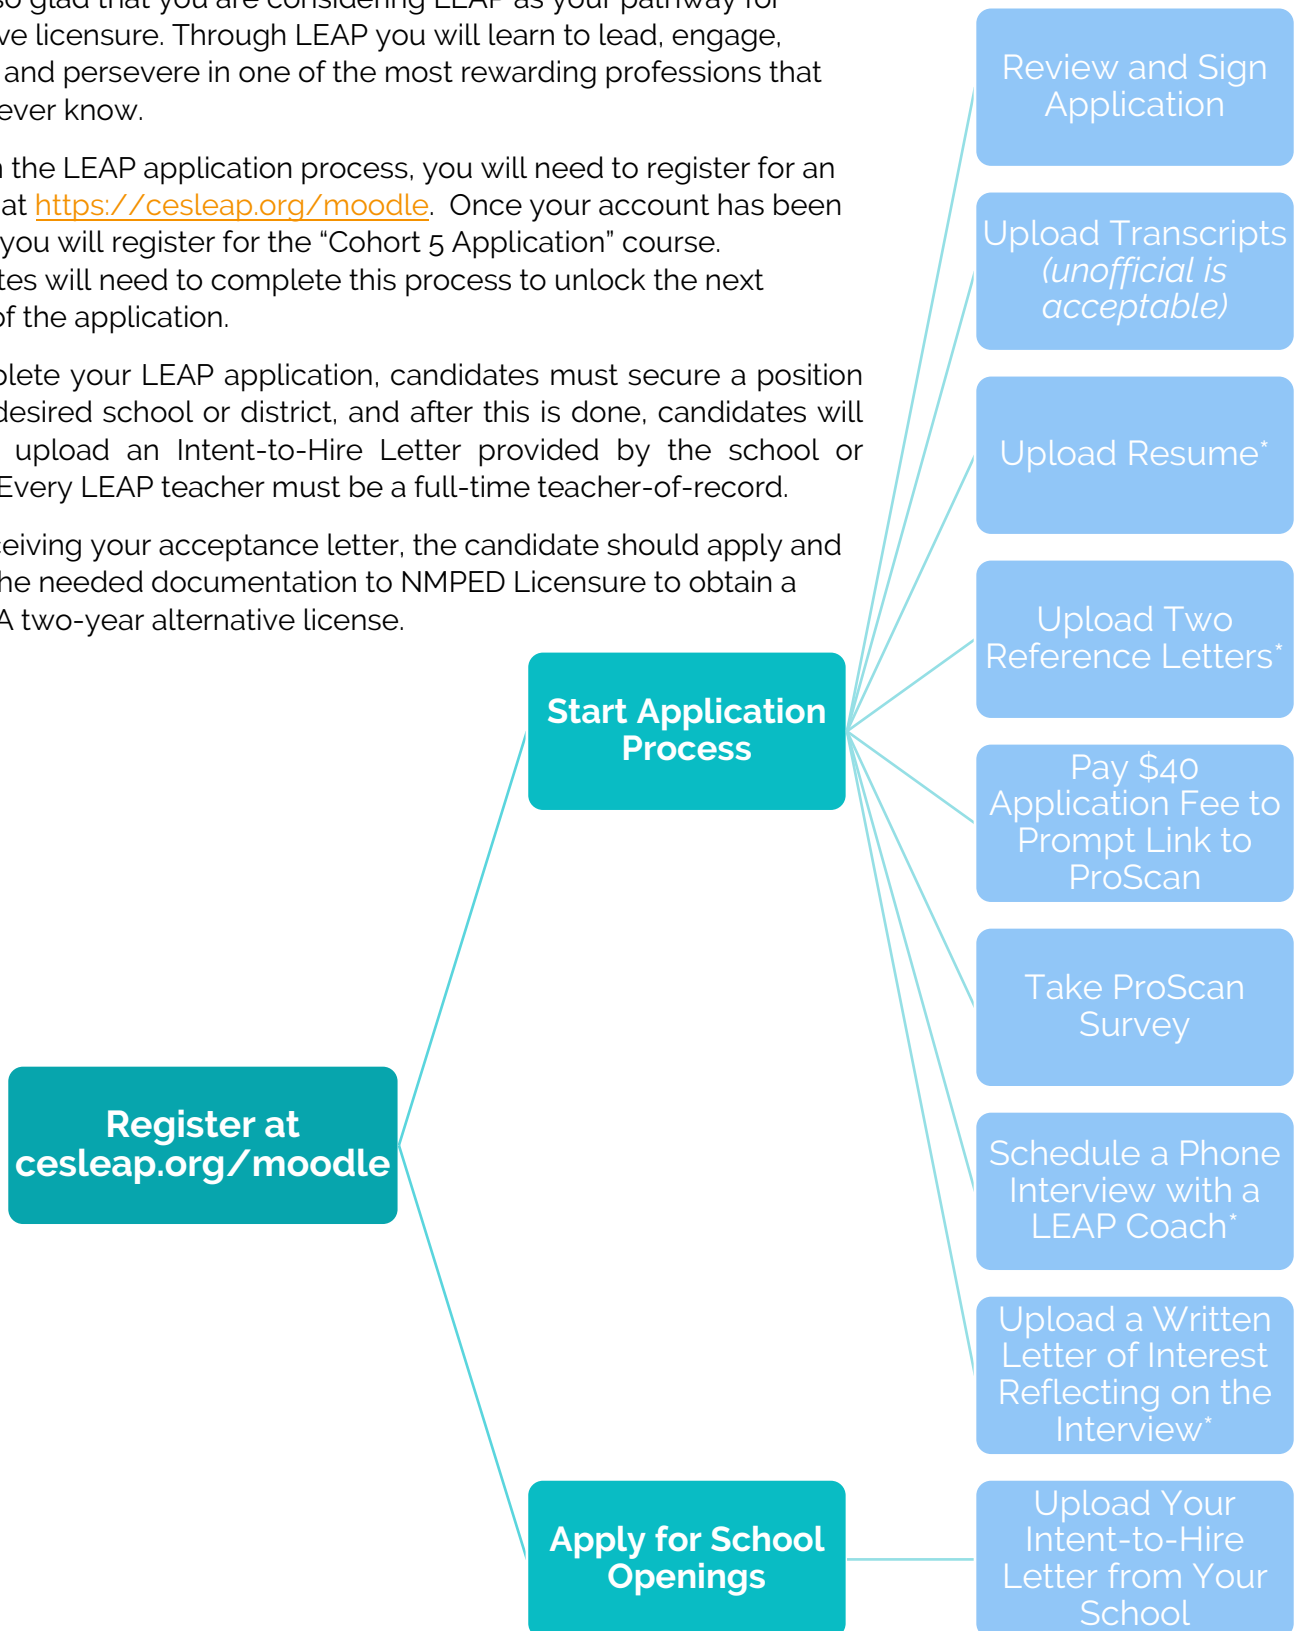 so glad that you are considering LEAP as your pathway for
ve licensure. Through LEAP you will learn to lead, engage,
and persevere in one of the most rewarding professions that
ever know.
the LEAP application process, you will need to register for an
at https://cesleap.org/moodle. Once your account has been
you will register for the “Cohort 5 Application” course.
tes will need to complete this process to unlock the next
of the application.
plete your LEAP application, candidates must secure a position
desired school or district, and after this is done, candidates will
upload an Intent-to-Hire Letter provided by the school or
Every LEAP teacher must be a full-time teacher-of-record.
ceiving your acceptance letter, the candidate should apply and
he needed documentation to NMPED Licensure to obtain a
A two-year alternative license.
Register at
cesleap.org/moodle
Start Application
Process
Review and Sign
Application
Upload Transcripts
(unofficial is
acceptable)
Upload Resume*
Upload Two
Reference Letters*
Pay $40
Application Fee to
Prompt Link to
ProScan
Take ProScan
Survey
Schedule a Phone
Interview with a
LEAP Coach*
Upload a Written
Letter of Interest
Reflecting on the
Interview*
Apply for School
Openings
Upload Your
Intent-to-Hire
Letter from Your
School